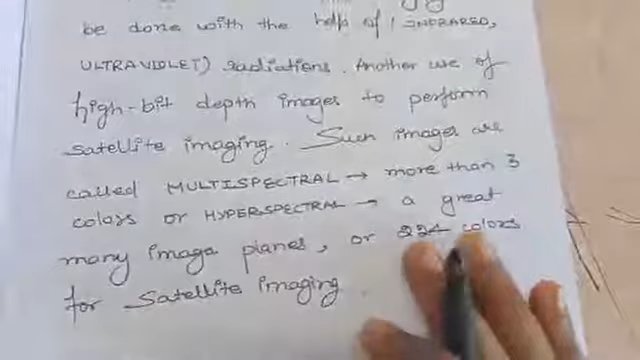 be done with the help of (INFRARED,
ULTRAVIOLET) radiations. Another use of
high-bit depth images to perform
satellite imaging. Such images are
called MULTISPECTRAL → more than 3
colors or HYPERSPECTRAL → a great
many image planes, or 224 colors
for Satellite imaging.